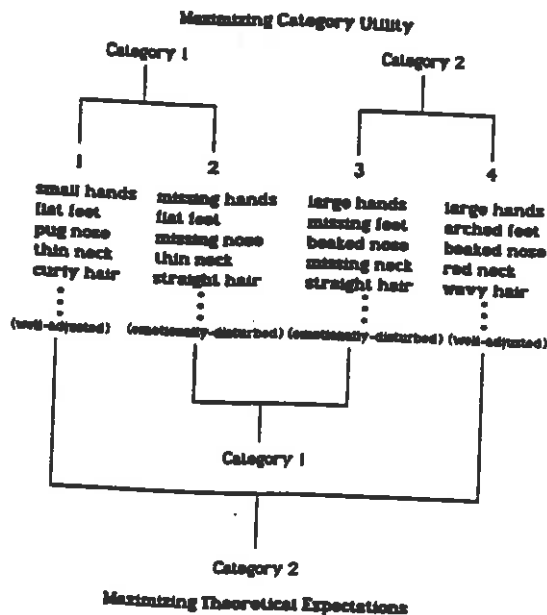 Maximizing Category Utility
Category 1
Category 2
1
2
3
4
small hands
flat feet
pug nose
thin neck
curly hair
(well-adjusted)
missing hands
flat feet
missing nose
thin neck
straight hair
(emotionally-disturbed)
large hands
missing feet
beaked nose
missing neck
straight hair
(emotionally-disturbed)
large hands
arched feet
beaked nose
red neck
wavy hair
(well-adjusted)
Category 1
Category 2
Maximizing Theoretical Expectations